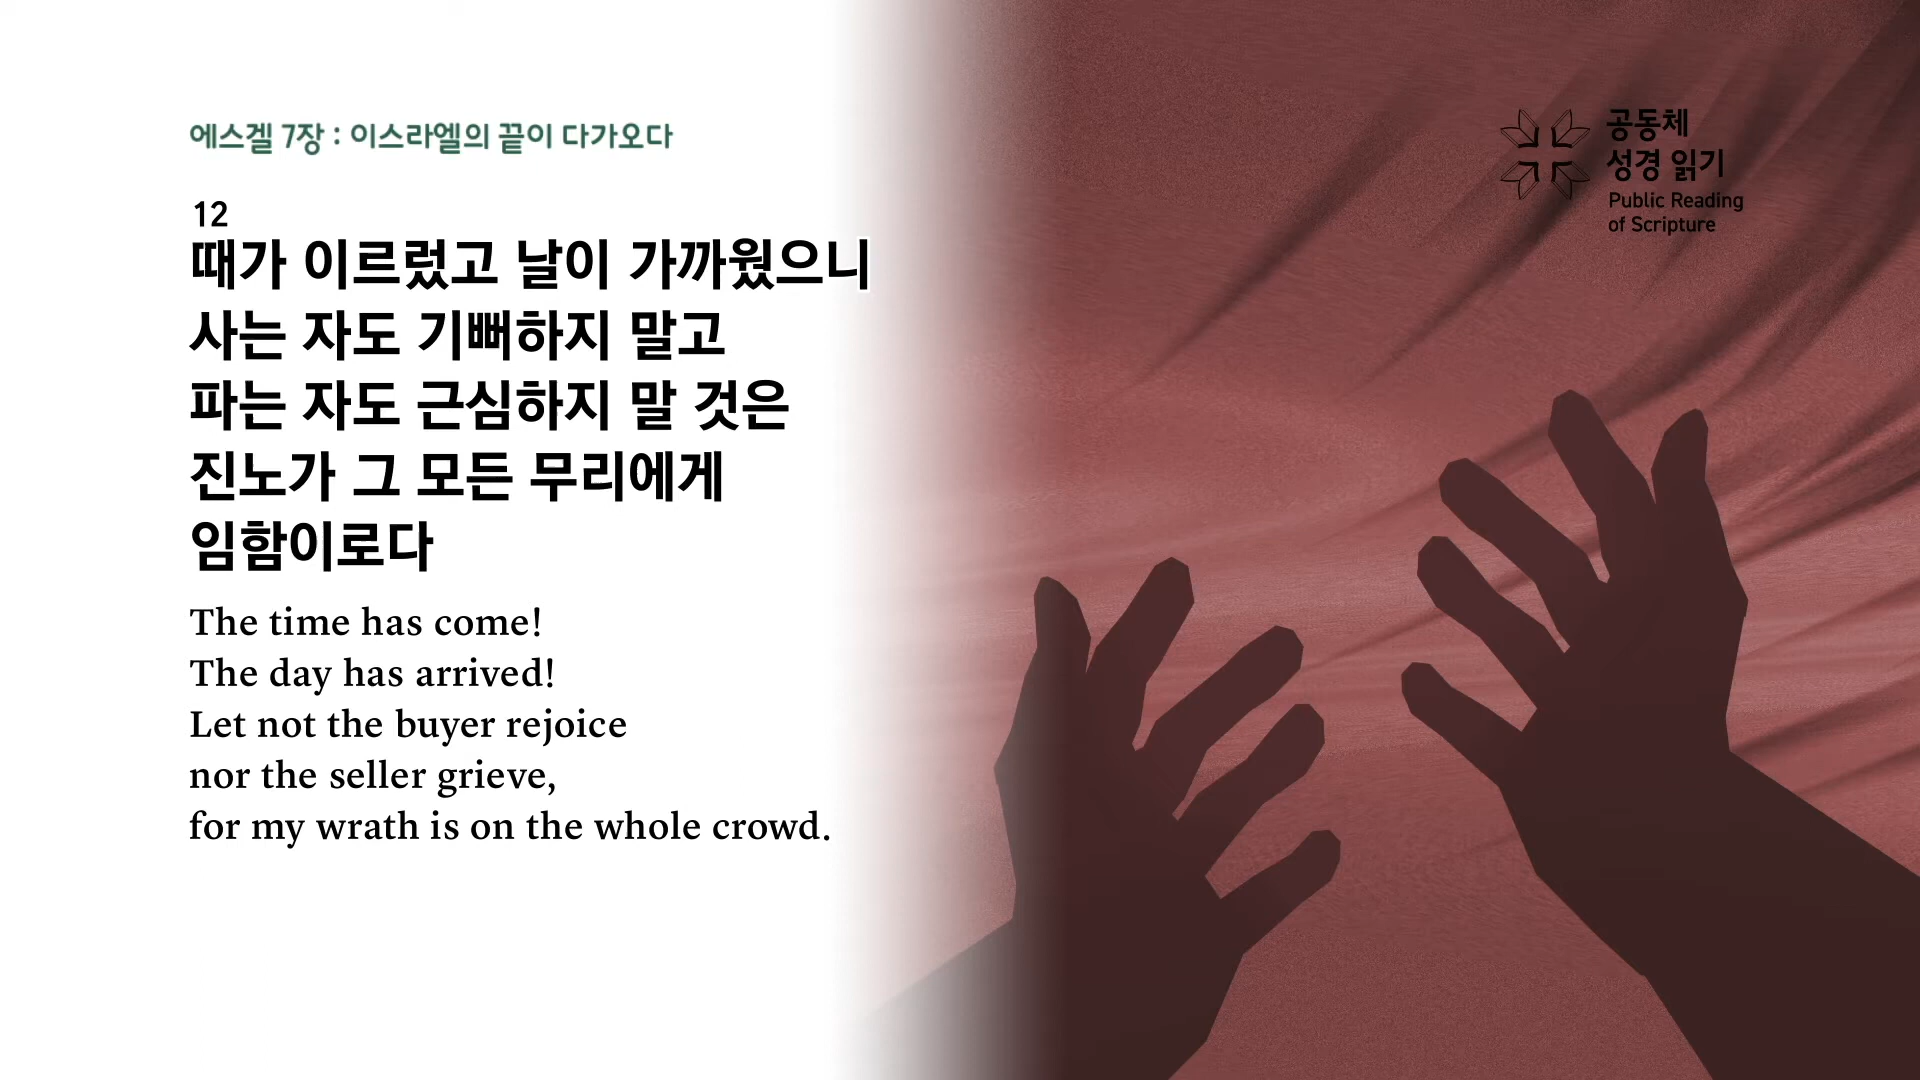 에스겔 7장 : 이스라엘의 끝이 다가오다
12
때가 이르렀고 날이 가까웠으니
사는 자도 기뻐하지 말고
파는 자도 근심하지 말 것은
진노가 그 모든 무리에게
임함이로다
The time has come!
The day has arrived!
Let not the buyer rejoice
nor the seller grieve,
for my wrath is on the whole crowd.
공동체
성경 읽기
Public Reading
of Scripture